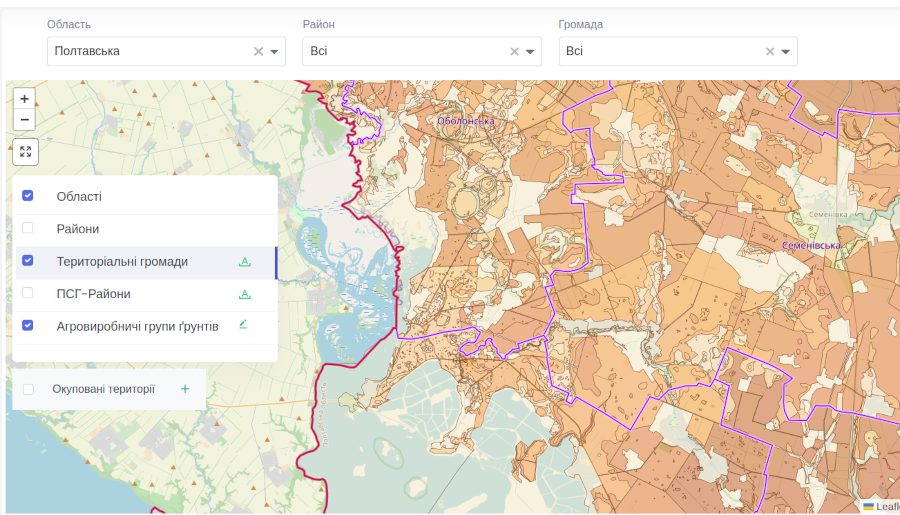 Область Район Громада
Полтавська Всі Всі
+
−
Оболонська
Області
Райони
Семенівка
Семенівська
Територіальні громади
ПСГ-Райони
Агровиробничі групи ґрунтів
Окуповані території +
Leafl